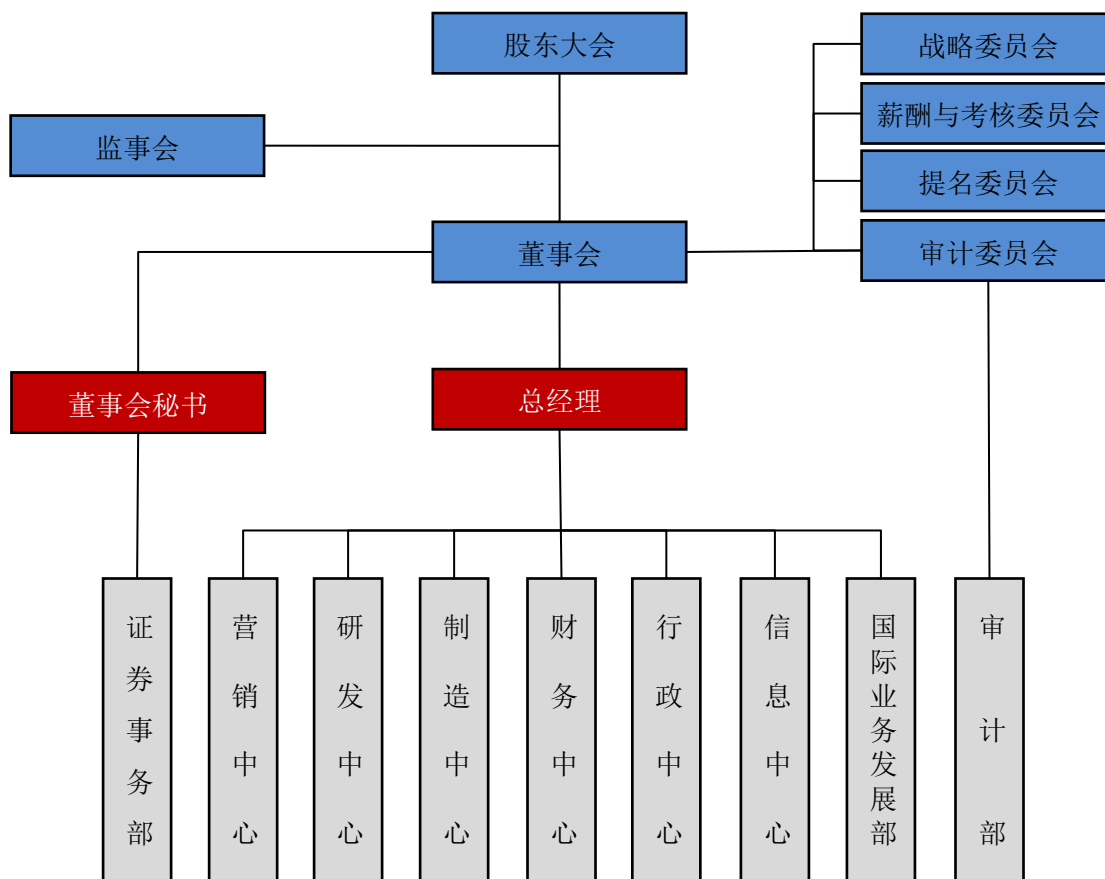 股东大会
战略委员会
薪酬与考核委员会
监事会
提名委员会
董事会
审计委员会
董事会秘书
总经理
证券事务部
营销中心
研发中心
制造中心
财务中心
行政中心
信息中心
国际业务发展部
审计部